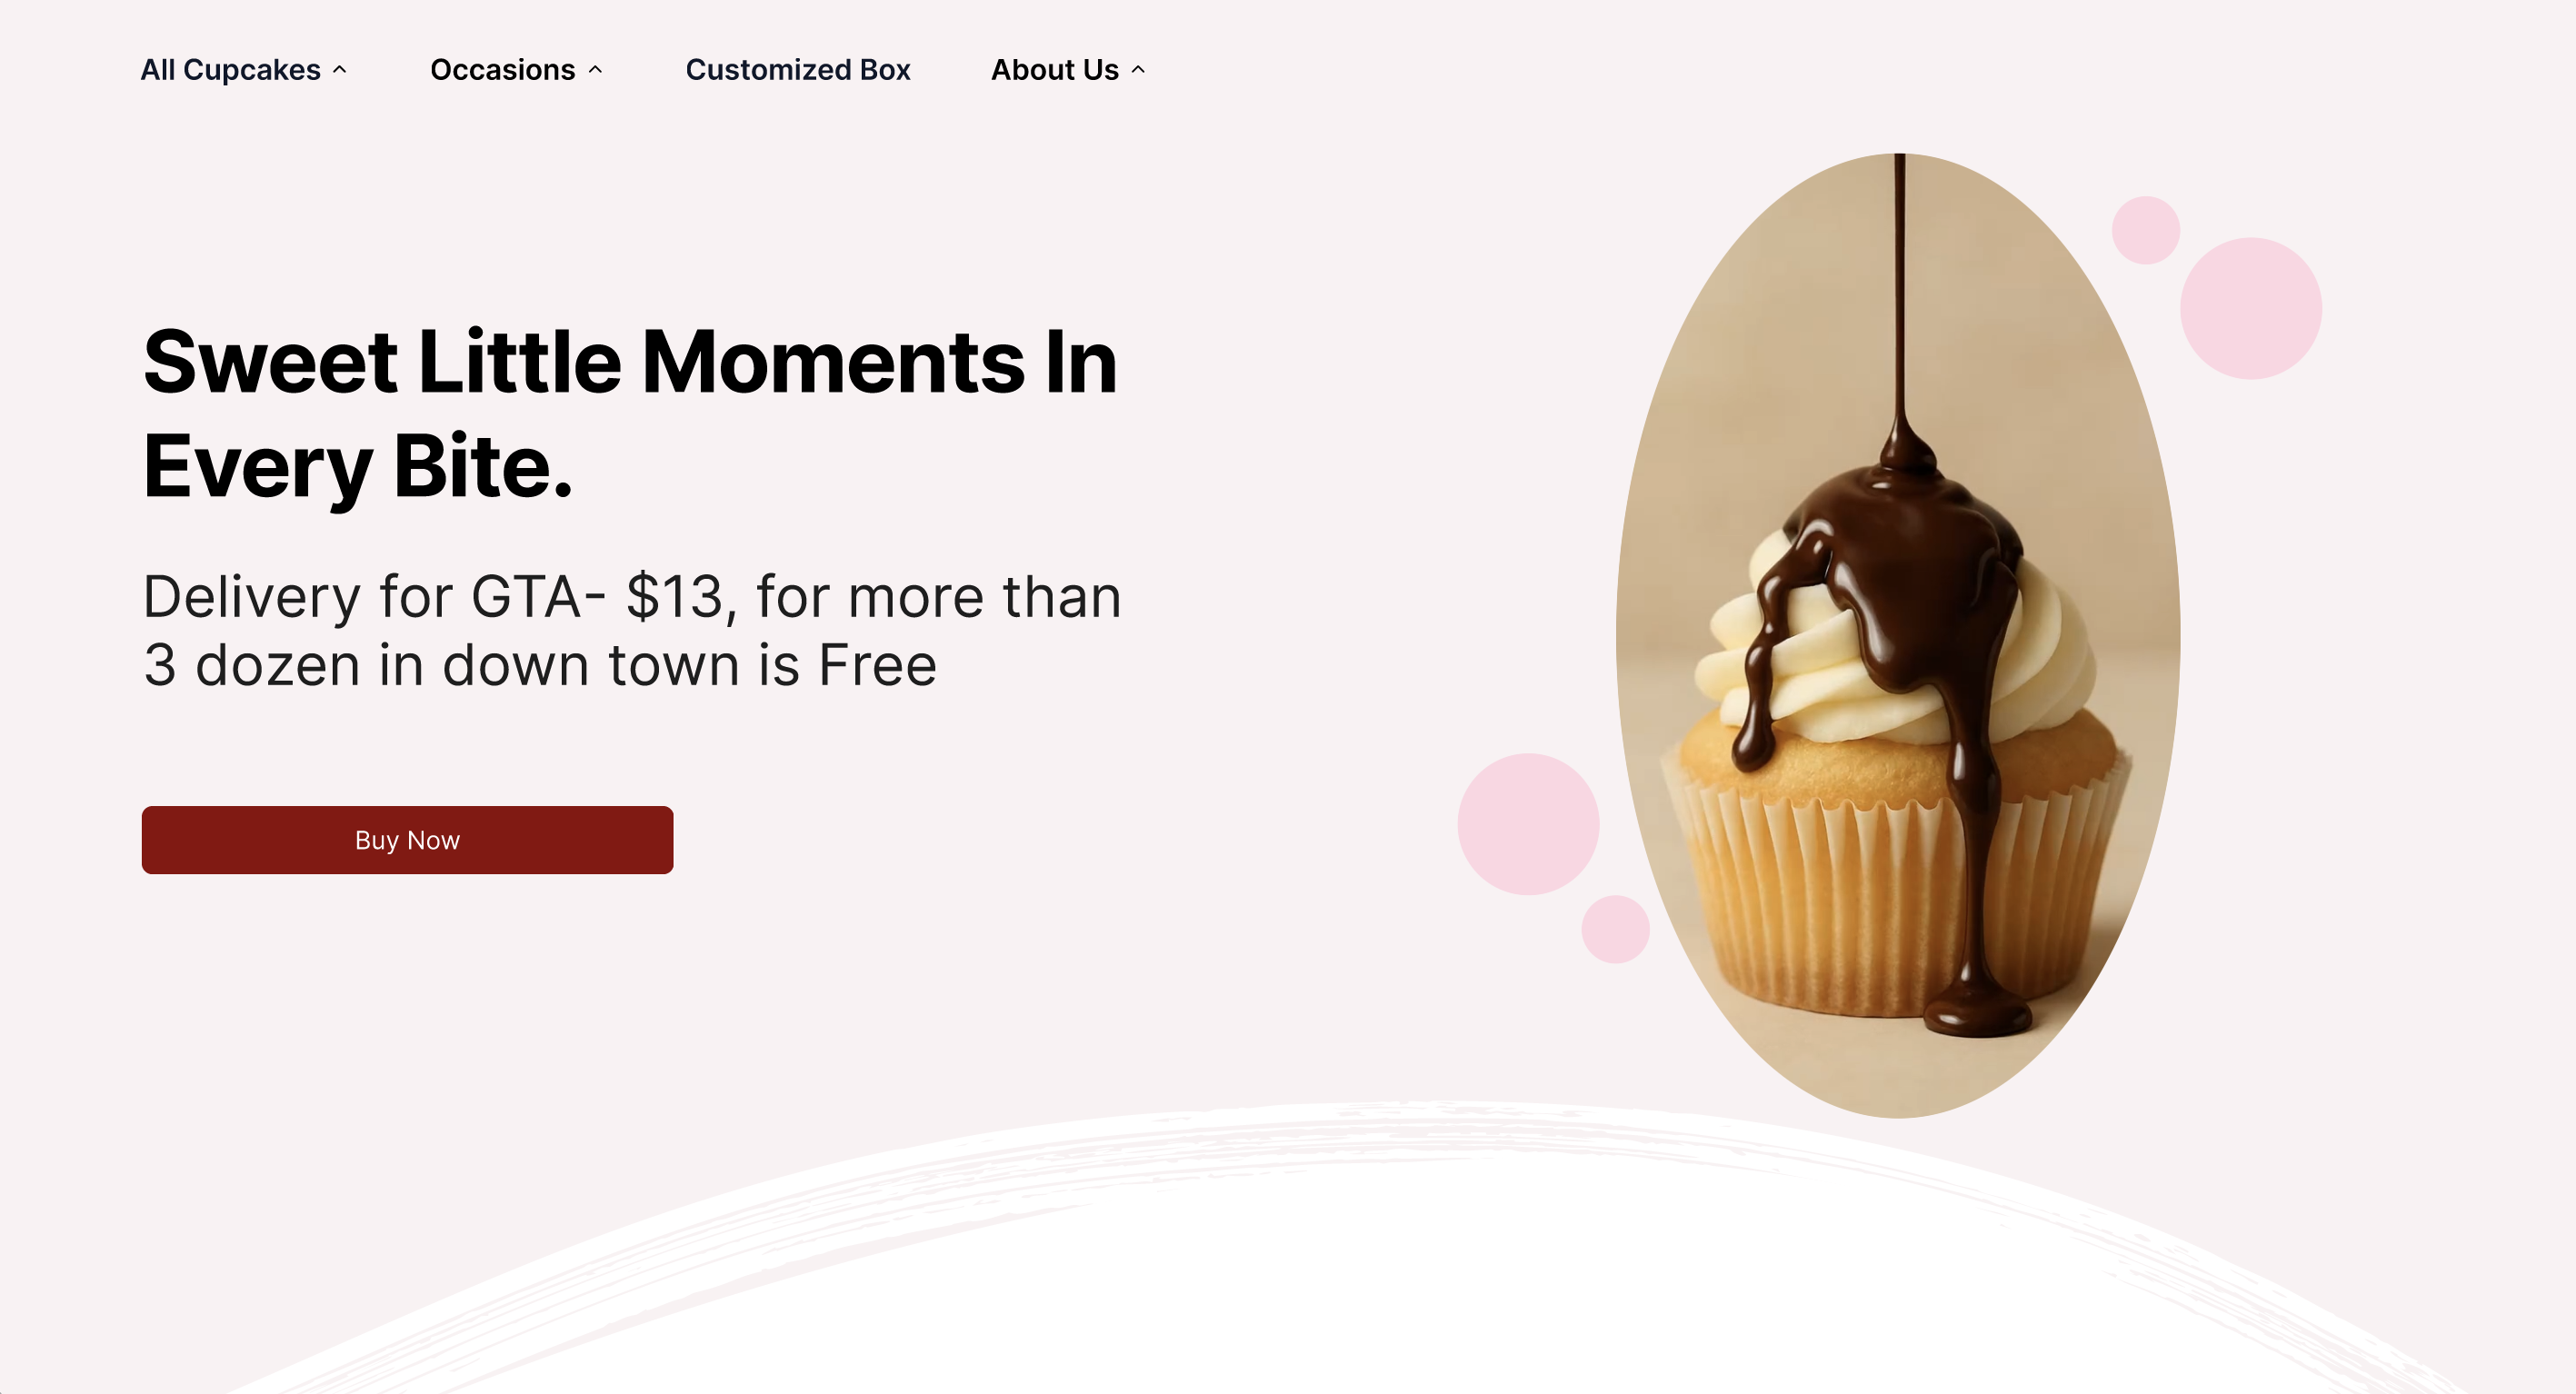 All Cupcakes
Occasions
Customized Box
About Us
Sweet Little Moments In
Every Bite.
Delivery for GTA- $13, for more than
3 dozen in down town is Free
Buy Now